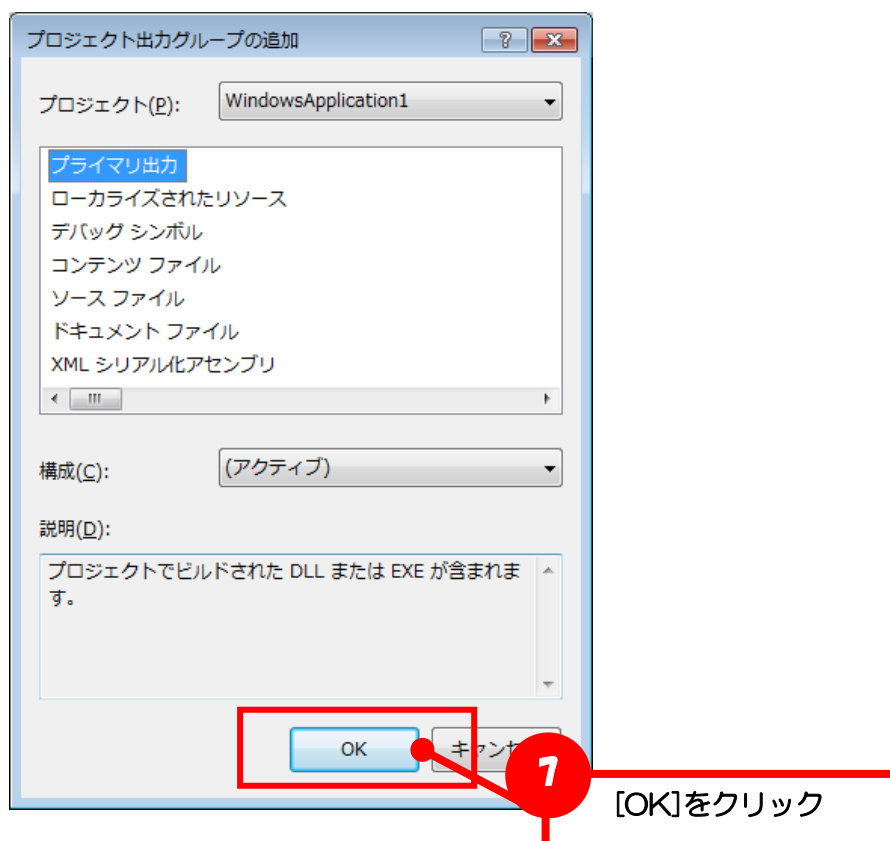 プロジェクト出力グループの追加
プロジェクト(P): WindowsApplication1
プライマリ出力
ローカライズされたリソース
デバッグ シンボル
コンテンツ ファイル
ソース ファイル
ドキュメント ファイル
XML シリアル化アセンブリ
構成(C): (アクティブ)
説明(D):
プロジェクトでビルドされた DLL または EXE が含まれま
す。
OK
1
[OK]をクリック